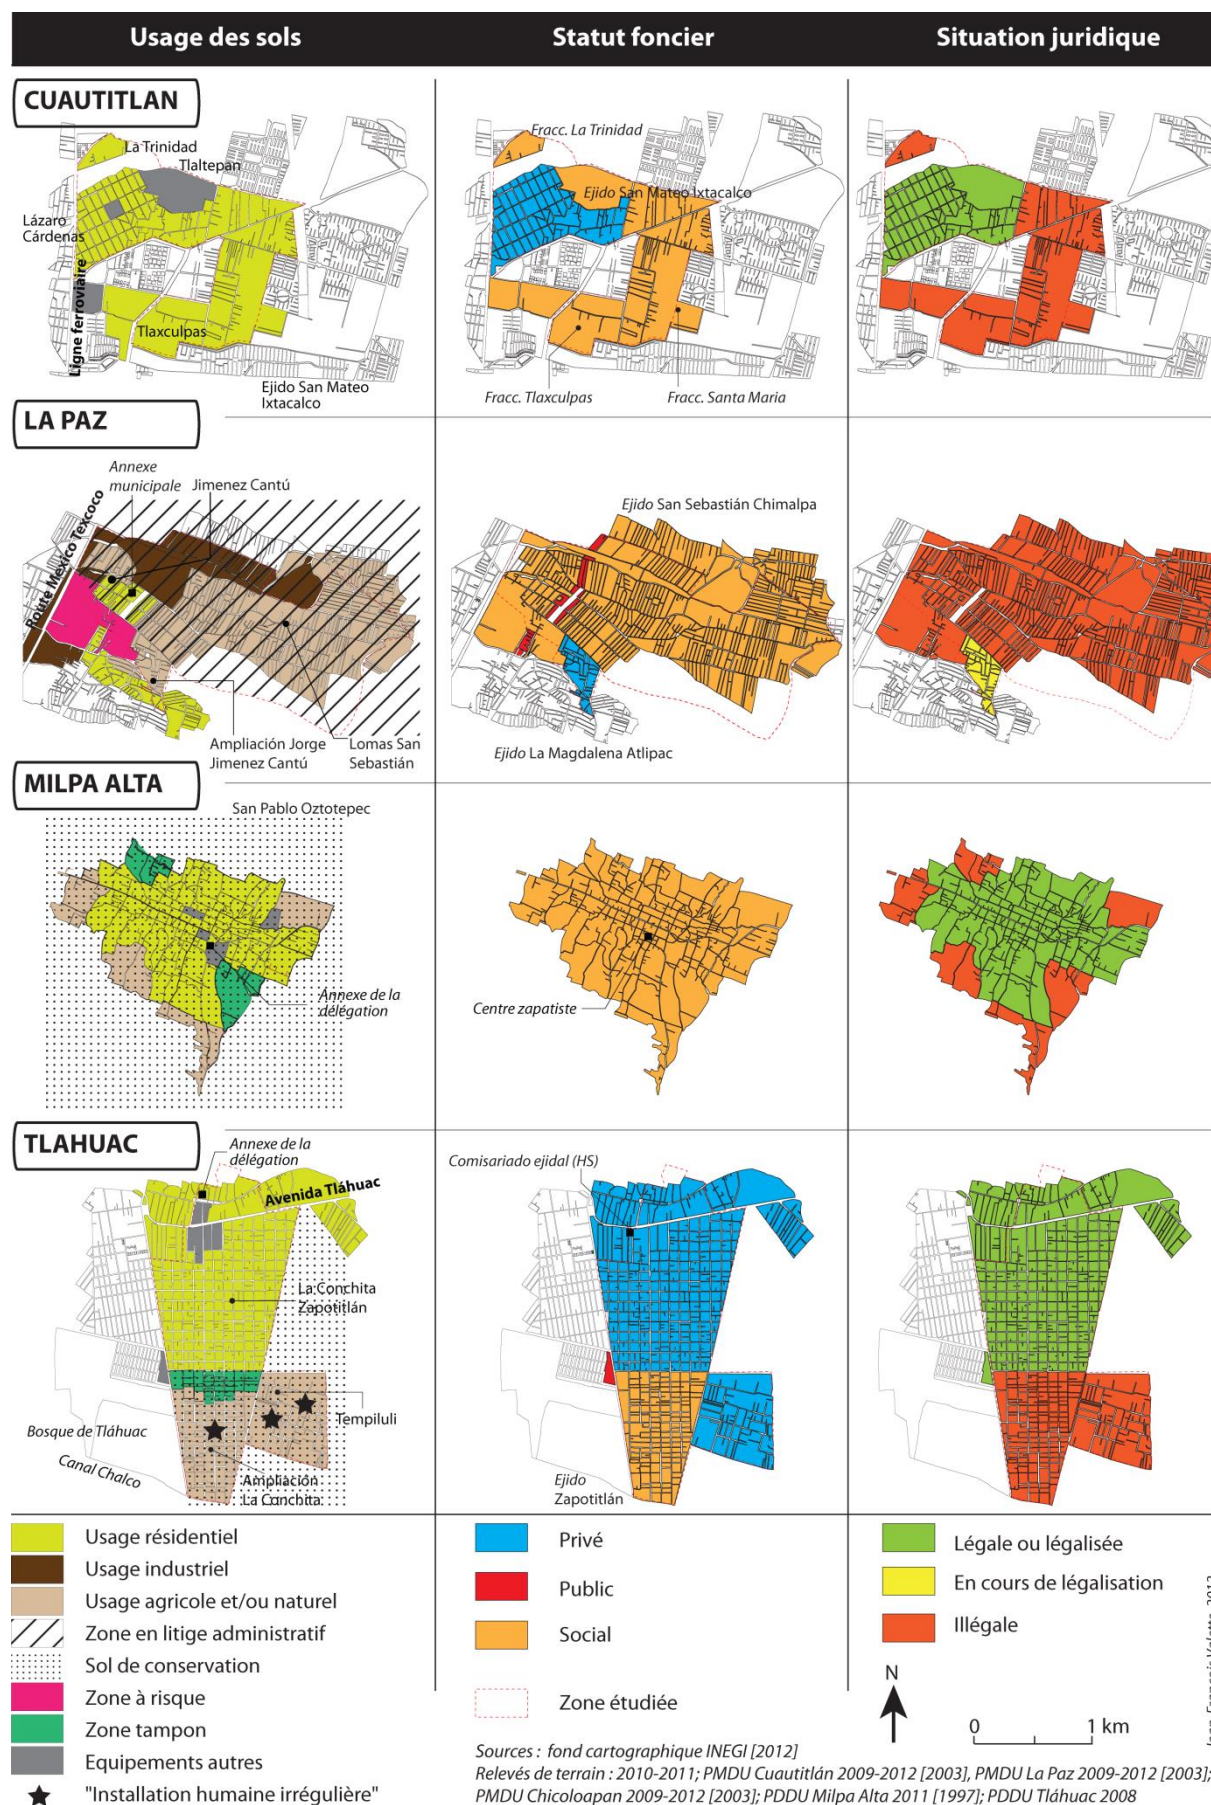 Usage des sols
Statut foncier
Situation juridique
CUAUTITLAN
La Trinidad
Tlaltepan
Lázaro
Cárdenas
Ligne ferroviaire
Tlaxculpas
Ejido San Mateo
Ixtacalco
Fracc. La Trinidad
Ejido San Mateo Ixtacalco
Fracc. Tlaxculpas
Fracc. Santa Maria
LA PAZ
Annexe
municipale
Jimenez Cantú
Route Mexico Texcoco
Ampliación Jorge
Jimenez Cantú
Lomas San
Sebastián
Ejido San Sebastián Chimalpa
Ejido La Magdalena Atlipac
MILPA ALTA
San Pablo Oztotepec
Annexe de la
délégation
Centre zapatiste
TLAHUAC
Annexe de la
délégation
Avenida Tláhuac
La Conchita
Zapotitlán
Tempiluli
Bosque de Tláhuac
Canal Chalco
Ampliación
La Conchita
Comisariado ejidal (HS)
Ejido
Zapotitlán
Usage résidentiel
Usage industriel
Usage agricole et/ou naturel
Zone en litige administratif
Sol de conservation
Zone à risque
Zone tampon
Equipements autres
"Installation humaine irrégulière"
Privé
Public
Social
Zone étudiée
Légale ou légalisée
En cours de légalisation
Illégale
N
0 1 km
Sources : fond cartographique INEGI [2012]
Relevés de terrain : 2010-2011; PMDU Cuautitlán 2009-2012 [2003], PMDU La Paz 2009-2012 [2003];
PMDU Chicoloapan 2009-2012 [2003]; PDDU Milpa Alta 2011 [1997]; PDDU Tláhuac 2008